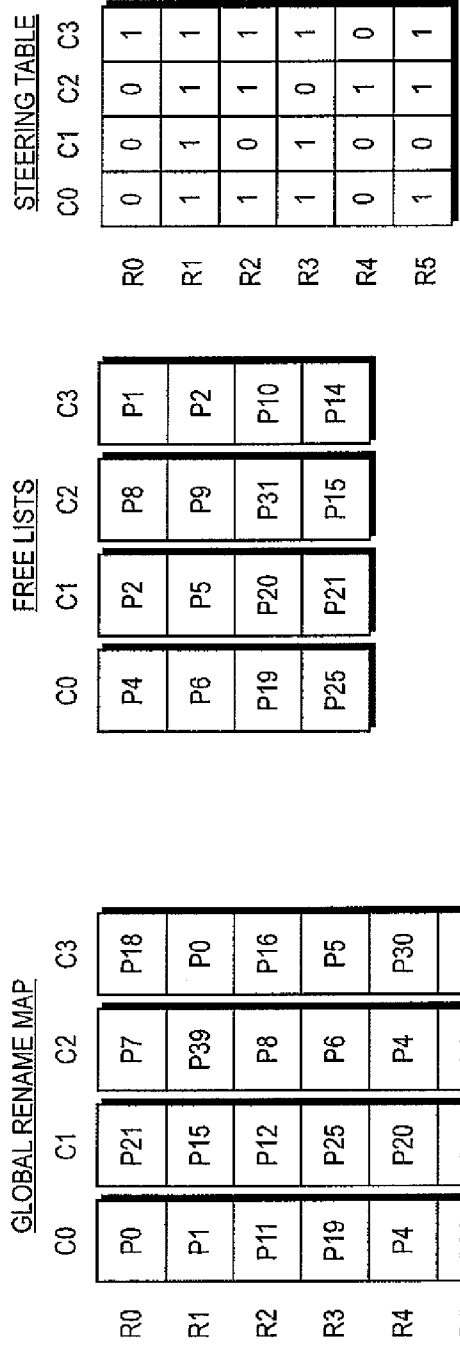 GLOBAL RENAME MAP
C0 C1 C2 C3
R0 P0 P21 P7 P18
R1 P1 P15 P39 P0
R2 P11 P12 P8 P16
R3 P19 P25 P6 P5
R4 P4 P20 P4 P30
FREE LISTS
C0 C1 C2 C3
P4 P2 P8 P1
P6 P5 P9 P2
P19 P20 P31 P10
P25 P21 P15 P14
STEERING TABLE
C0 C1 C2 C3
R0 0 0 0 1
R1 1 1 1 1
R2 1 0 1 1
R3 1 1 0 1
R4 0 0 1 0
R5 1 0 1 1